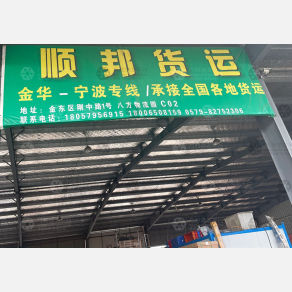 顺邦货运
金华-宁波专线/承接全国各地货运
地址:金东区刚中路1号 八方物流园 C02
联系电话:18057956915 18006508159 0579-82752386